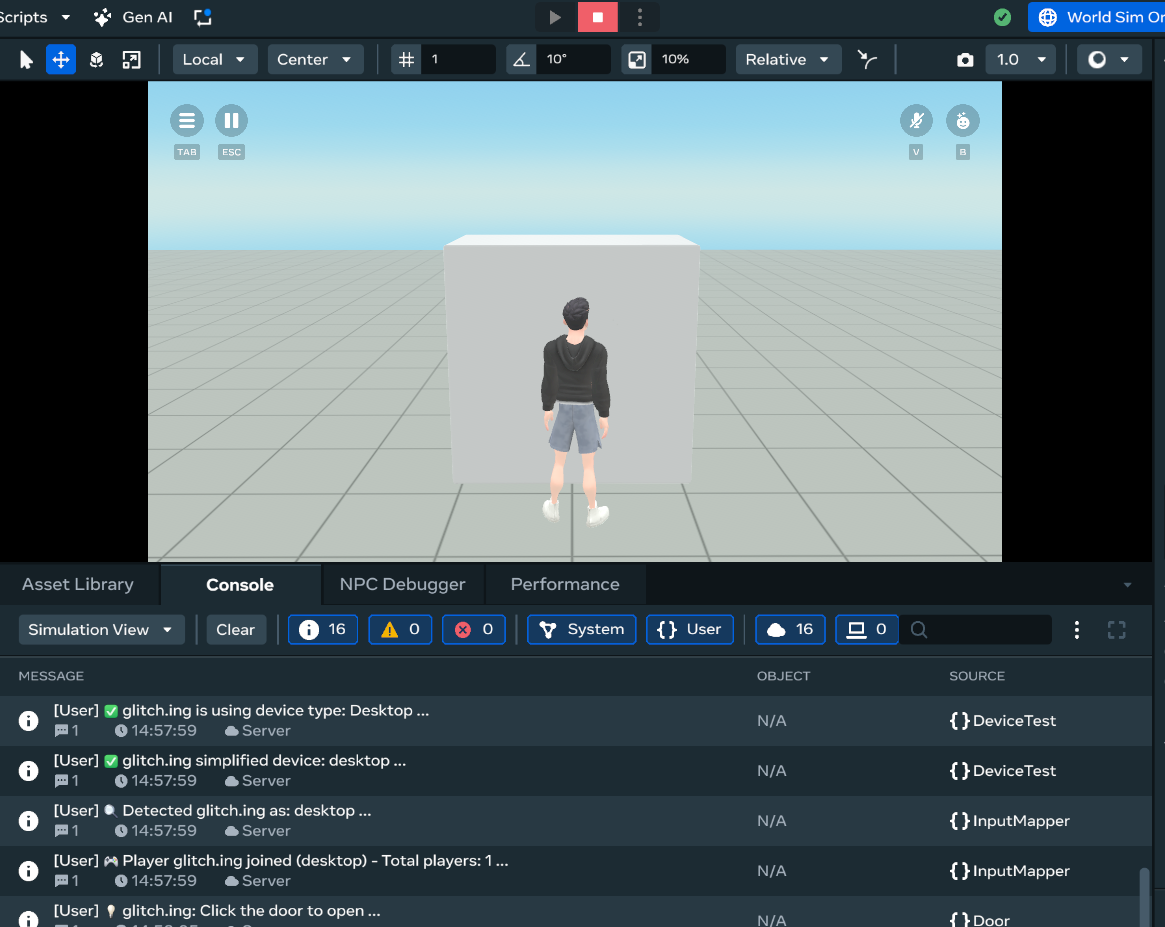 Scripts
Gen AI
World Sim On
Local
Center
1
10°
10%
Relative
1.0
TAB
ESC
V
B
Asset Library
Console
NPC Debugger
Performance
Simulation View
Clear
16
0
0
System
User
16
0
MESSAGE
OBJECT
SOURCE
[User] ✅ glitch.ing is using device type: Desktop ...
N/A
{} DeviceTest
1
14:57:59
Server
[User] ✅ glitch.ing simplified device: desktop ...
N/A
{} DeviceTest
1
14:57:59
Server
[User] 🔍 Detected glitch.ing as: desktop ...
N/A
{} InputMapper
1
14:57:59
Server
[User] 🎮 Player glitch.ing joined (desktop) - Total players: 1 ...
N/A
{} InputMapper
1
14:57:59
Server
[User] 💡 glitch.ing: Click the door to open ...
N/A
{} Door